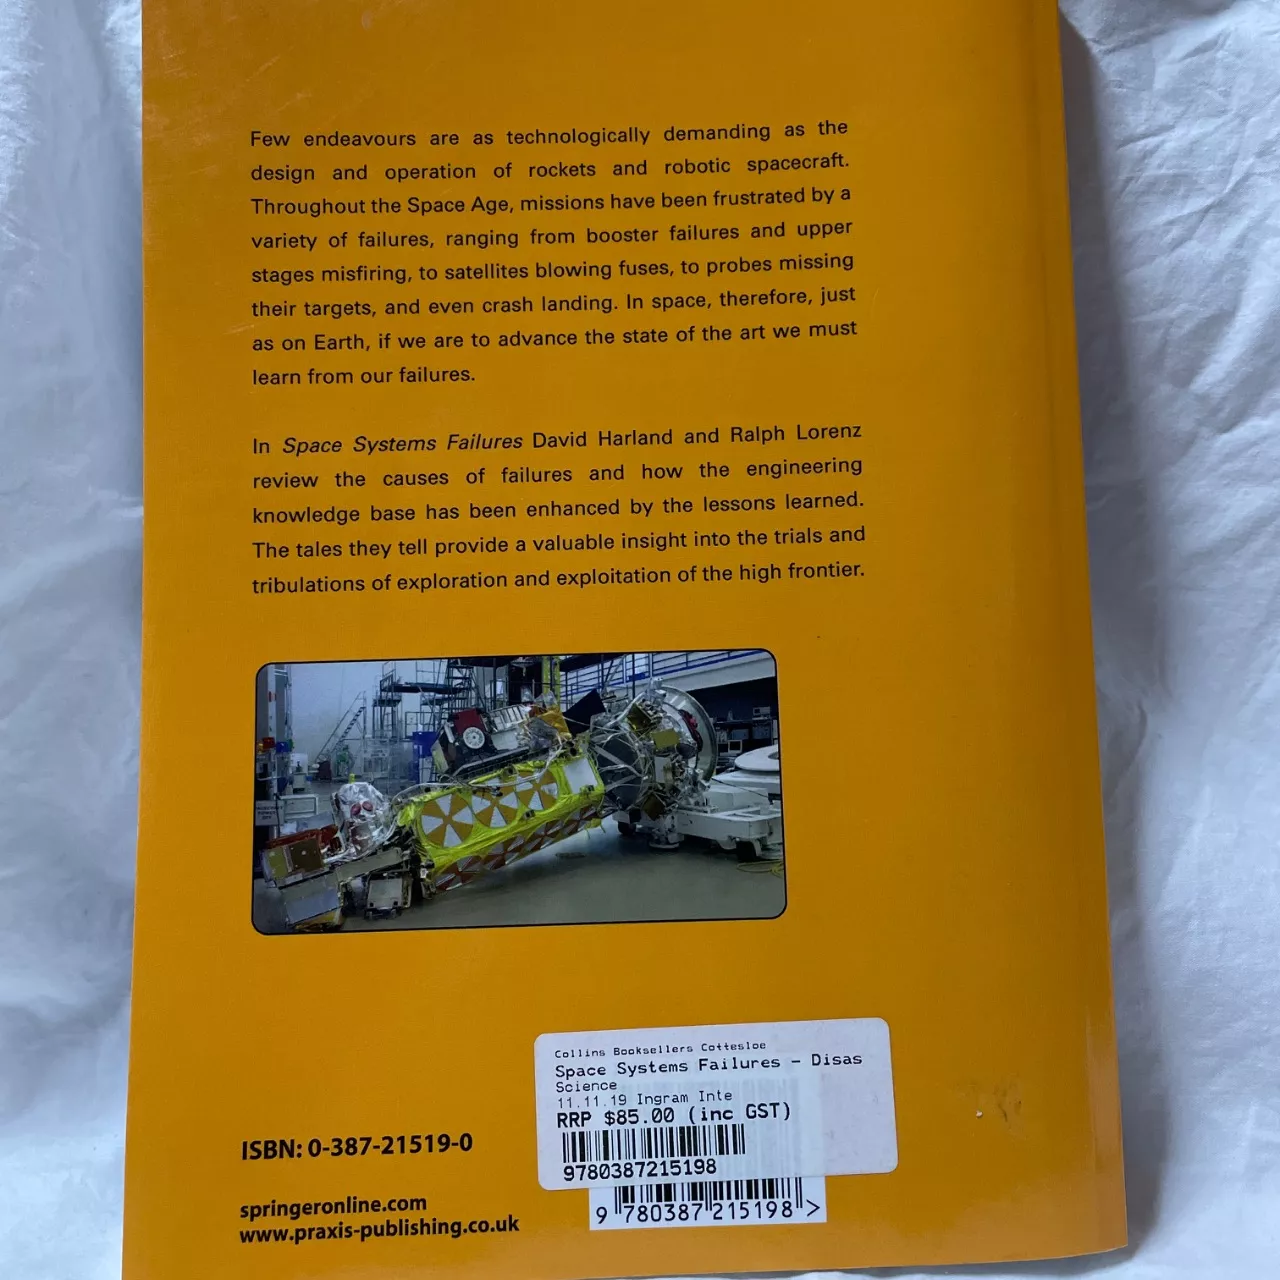 Few endeavours are as technologically demanding as the
design and operation of rockets and robotic spacecraft.
Throughout the Space Age, missions have been frustrated by a
variety of failures, ranging from booster failures and upper
stages misfiring, to satellites blowing fuses, to probes missing
their targets, and even crash landing. In space, therefore, just
as on Earth, if we are to advance the state of the art we must
learn from our failures.
In Space Systems Failures David Harland and Ralph Lorenz
review the causes of failures and how the engineering
knowledge base has been enhanced by the lessons learned.
The tales they tell provide a valuable insight into the trials and
tribulations of exploration and exploitation of the high frontier.
Collins Booksellers Cottesloe
Space Systems Failures - Disas
Science
11.11.19 Ingram Inte
RRP $85.00 (inc GST)
9780387215198
9 780387 215198 >
ISBN: 0-387-21519-0
springeronline.com
www.praxis-publishing.co.uk